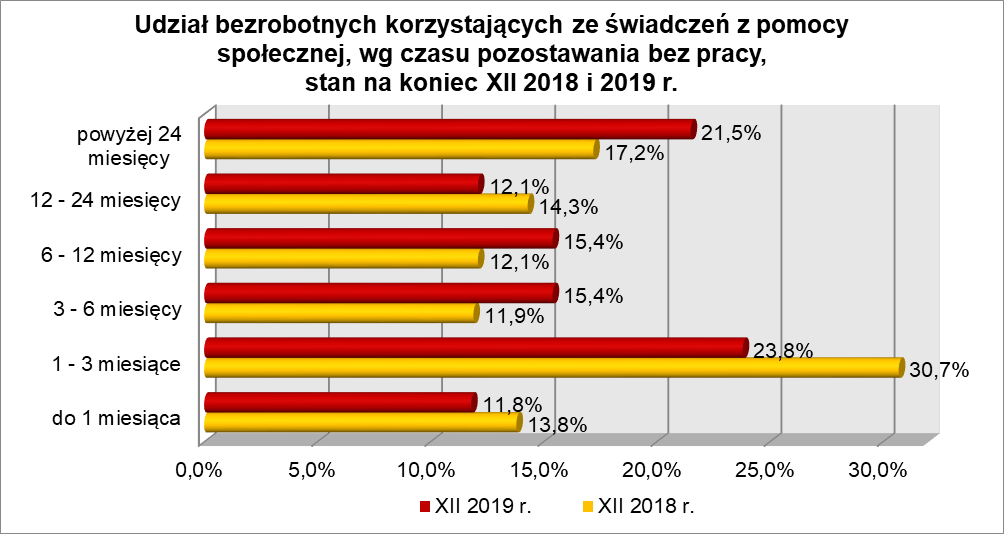 Udział bezrobotnych korzystających ze świadczeń z pomocy
społecznej, wg czasu pozostawania bez pracy,
stan na koniec XII 2018 i 2019 r.
powyżej 24
miesięcy
21,5%
17,2%
12 - 24 miesięcy
12,1%
14,3%
6 - 12 miesięcy
15,4%
12,1%
3 - 6 miesięcy
15,4%
11,9%
1 - 3 miesiące
23,8%
30,7%
do 1 miesiąca
11,8%
13,8%
0,0% 5,0% 10,0% 15,0% 20,0% 25,0% 30,0%
XII 2019 r. XII 2018 r.